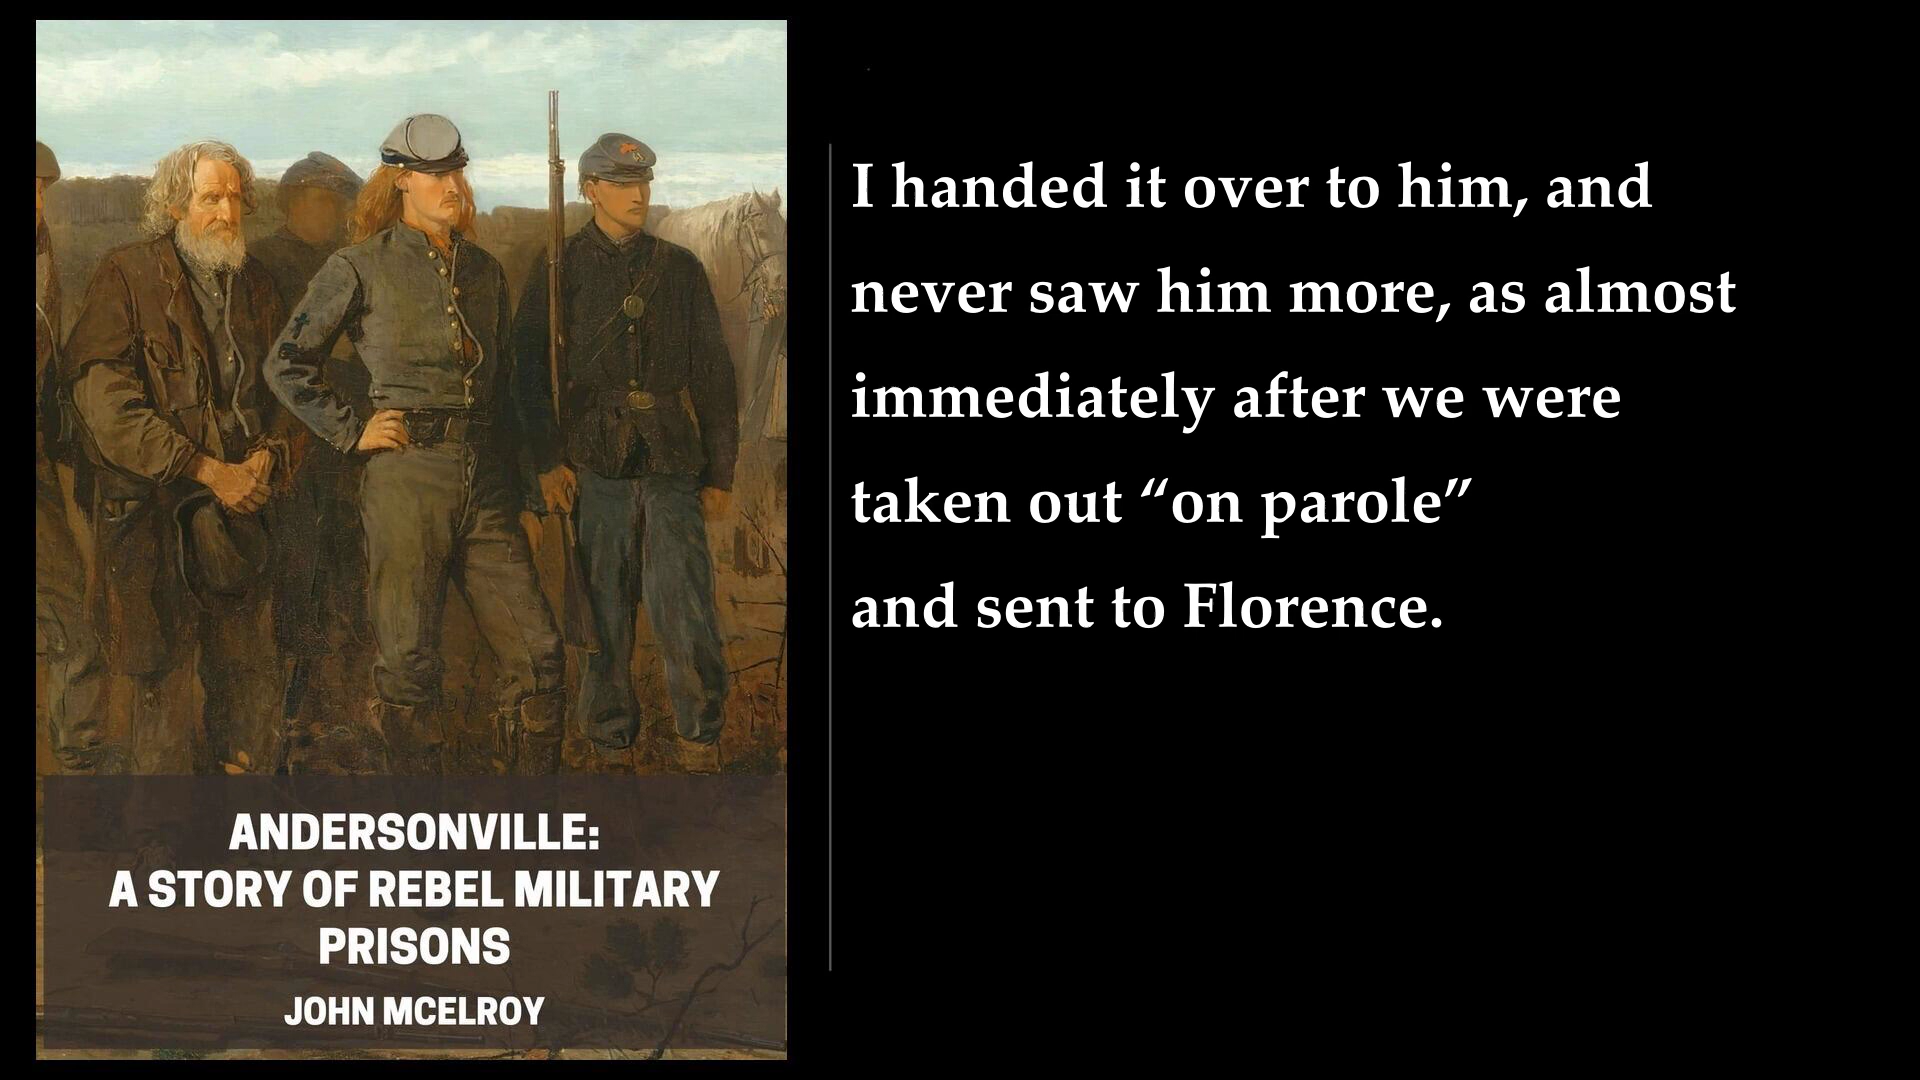 ANDERSONVILLE:
A STORY OF REBEL MILITARY
PRISONS
JOHN MCELROY
I handed it over to him, and
never saw him more, as almost
immediately after we were
taken out “on parole”
and sent to Florence.